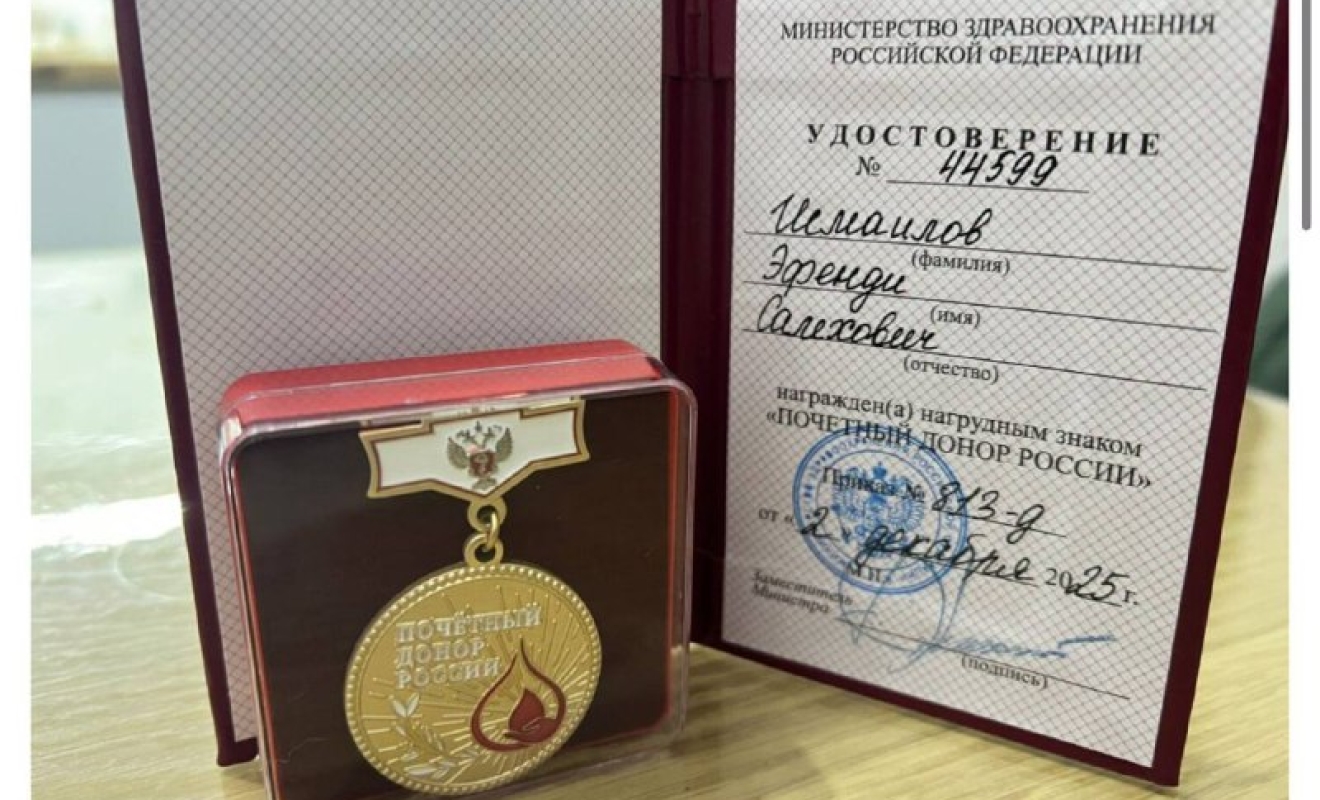 МИНИСТЕРСТВО ЗДРАВООХРАНЕНИЯ
РОССИЙСКОЙ ФЕДЕРАЦИИ
УДОСТОВЕРЕНИЕ
№ 44599
Исмаилов
(фамилия)
Эфенди
(имя)
Салехович
(отчество)
награжден(а) нагрудным знаком
«ПОЧЕТНЫЙ ДОНОР РОССИИ»
Приказ № 813-д
от «2 декабря 2025 г.
М.П.
Заместитель
Министра
(подпись)
ПОЧЁТНЫЙ
ДОНОР
РОССИИ